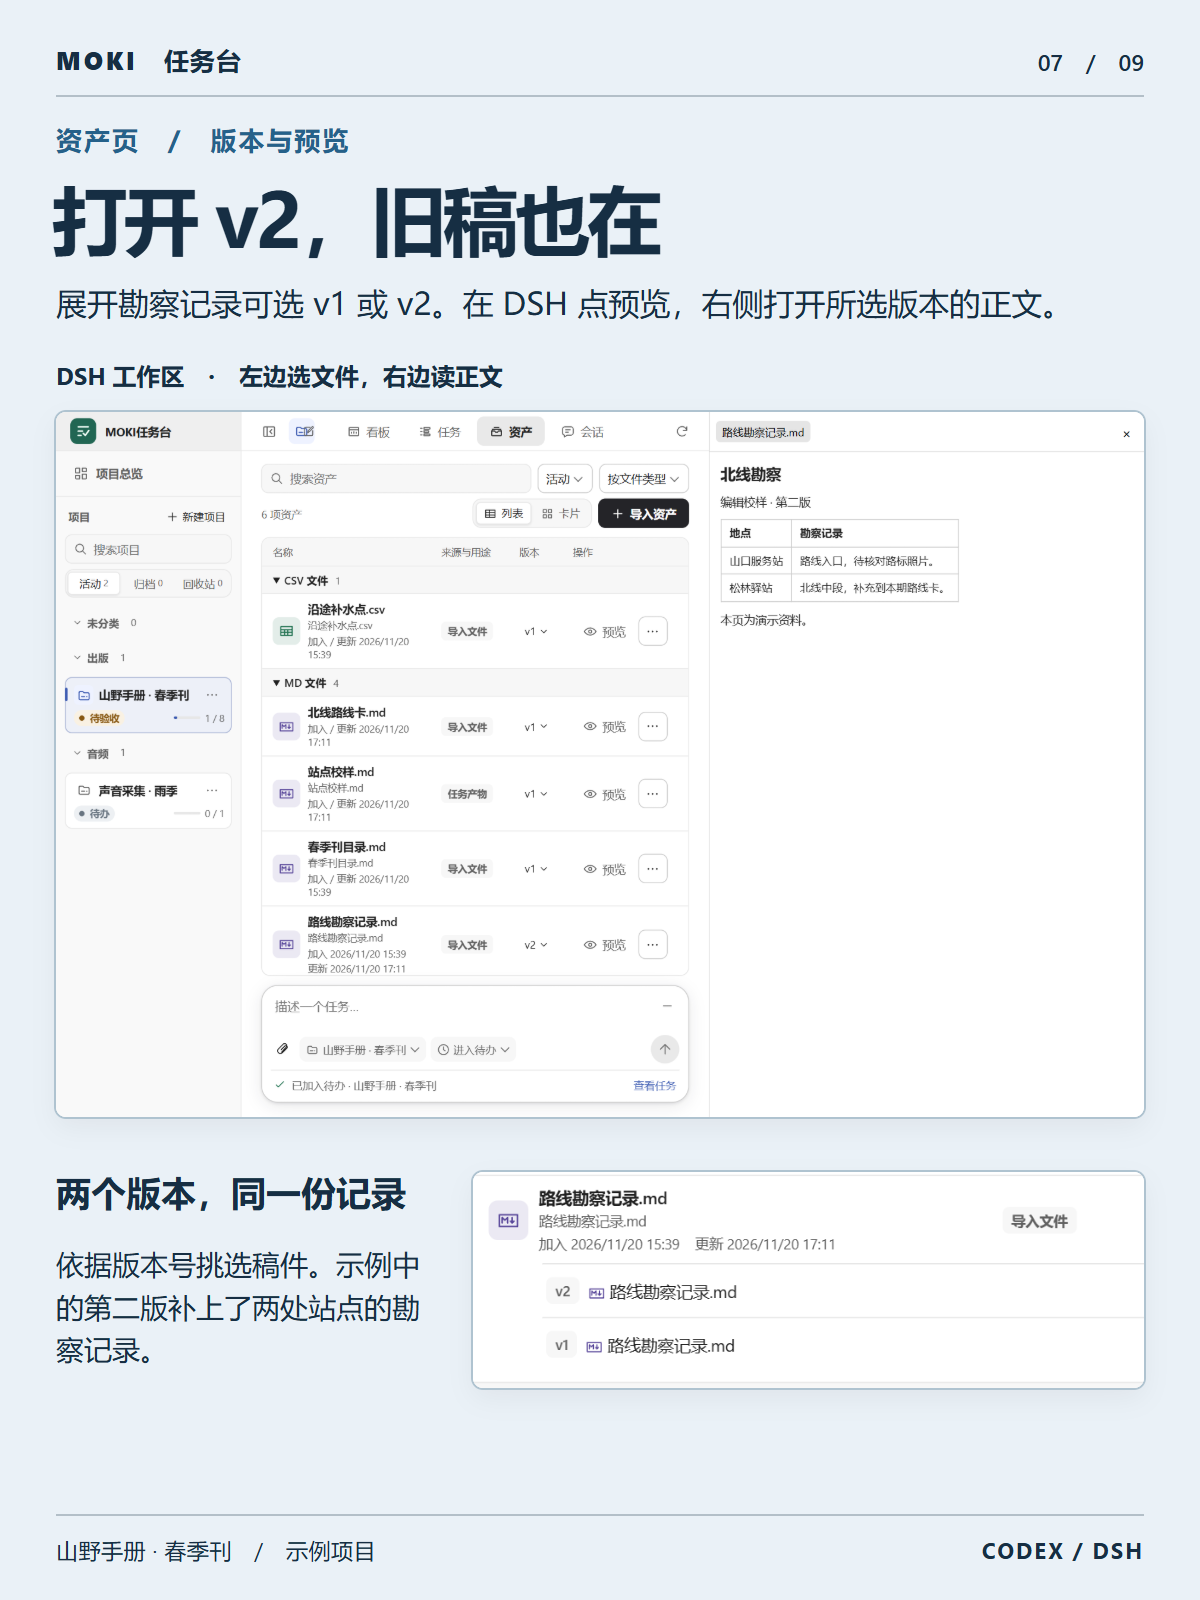 MOKI 任务台
07 / 09
资产页 / 版本与预览
打开 v2，旧稿也在
展开勘察记录可选 v1 或 v2。在 DSH 点预览，右侧打开所选版本的正文。
DSH 工作区 · 左边选文件，右边读正文
MOKI任务台
项目总览
项目
新建项目
搜索项目
活动 2 归档 0 回收站 0
未分类 0
出版 1
山野手册 · 春季刊 ···
待验收 1 / 8
音频 1
声音采集 · 雨季 ···
待办 0 / 1
看板 任务 资产 会话
搜索资产 活动 按文件类型
6 项资产 列表 卡片 + 导入资产
名称 来源与用途 版本 操作
▼ CSV 文件 1
沿途补水点.csv
沿途补水点.csv
加入 / 更新 2026/11/20
15:39
导入文件 v1 预览 ···
▼ MD 文件 4
北线路线卡.md
加入 / 更新 2026/11/20
17:11
导入文件 v1 预览 ···
站点校样.md
站点校样.md
加入 / 更新 2026/11/20
17:11
任务产物 v1 预览 ···
春季刊目录.md
春季刊目录.md
加入 / 更新 2026/11/20
15:39
导入文件 v1 预览 ···
路线勘察记录.md
路线勘察记录.md
加入 2026/11/20 15:39
更新 2026/11/20 17:11
导入文件 v2 预览 ···
描述一个任务...
山野手册 · 春季刊 进入待办
已加入待办 · 山野手册 · 春季刊 查看任务
路线勘察记录.md ×
北线勘察
编辑校样 · 第二版
地点 勘察记录
山口服务站 路线入口，待核对路标照片。
松林驿站 北线中段，补充到本期路线卡。
本页为演示资料。
两个版本，同一份记录
依据版本号挑选稿件。示例中
的第二版补上了两处站点的勘
察记录。
路线勘察记录.md
路线勘察记录.md
加入 2026/11/20 15:39 更新 2026/11/20 17:11
导入文件
v2 路线勘察记录.md
v1 路线勘察记录.md
山野手册 · 春季刊 / 示例项目
CODEX / DSH